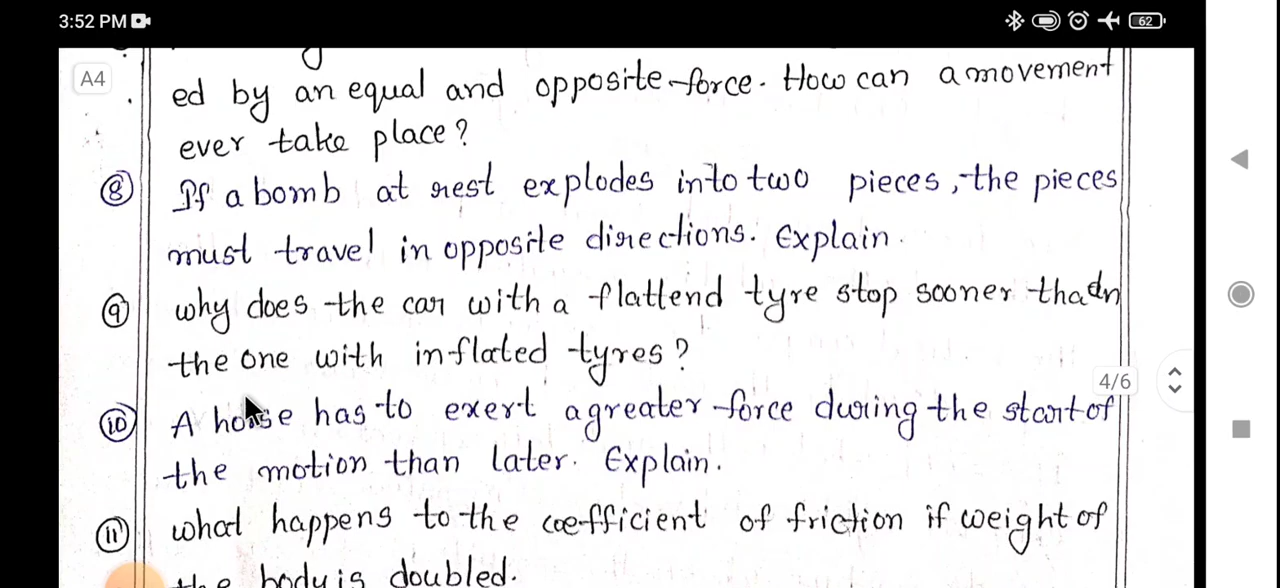 3:52 PM
62
A4
ed by an equal and opposite force. How can a movement
ever take place?
8 If a bomb at rest explodes into two pieces, the pieces
must travel in opposite directions. Explain.
9 why does the car with a flattend tyre stop sooner than
the one with inflated tyres?
4/6
10 A horse has to exert a greater force during the start of
the motion than later. Explain.
11 what happens to the coefficient of friction if weight of
the body is doubled.